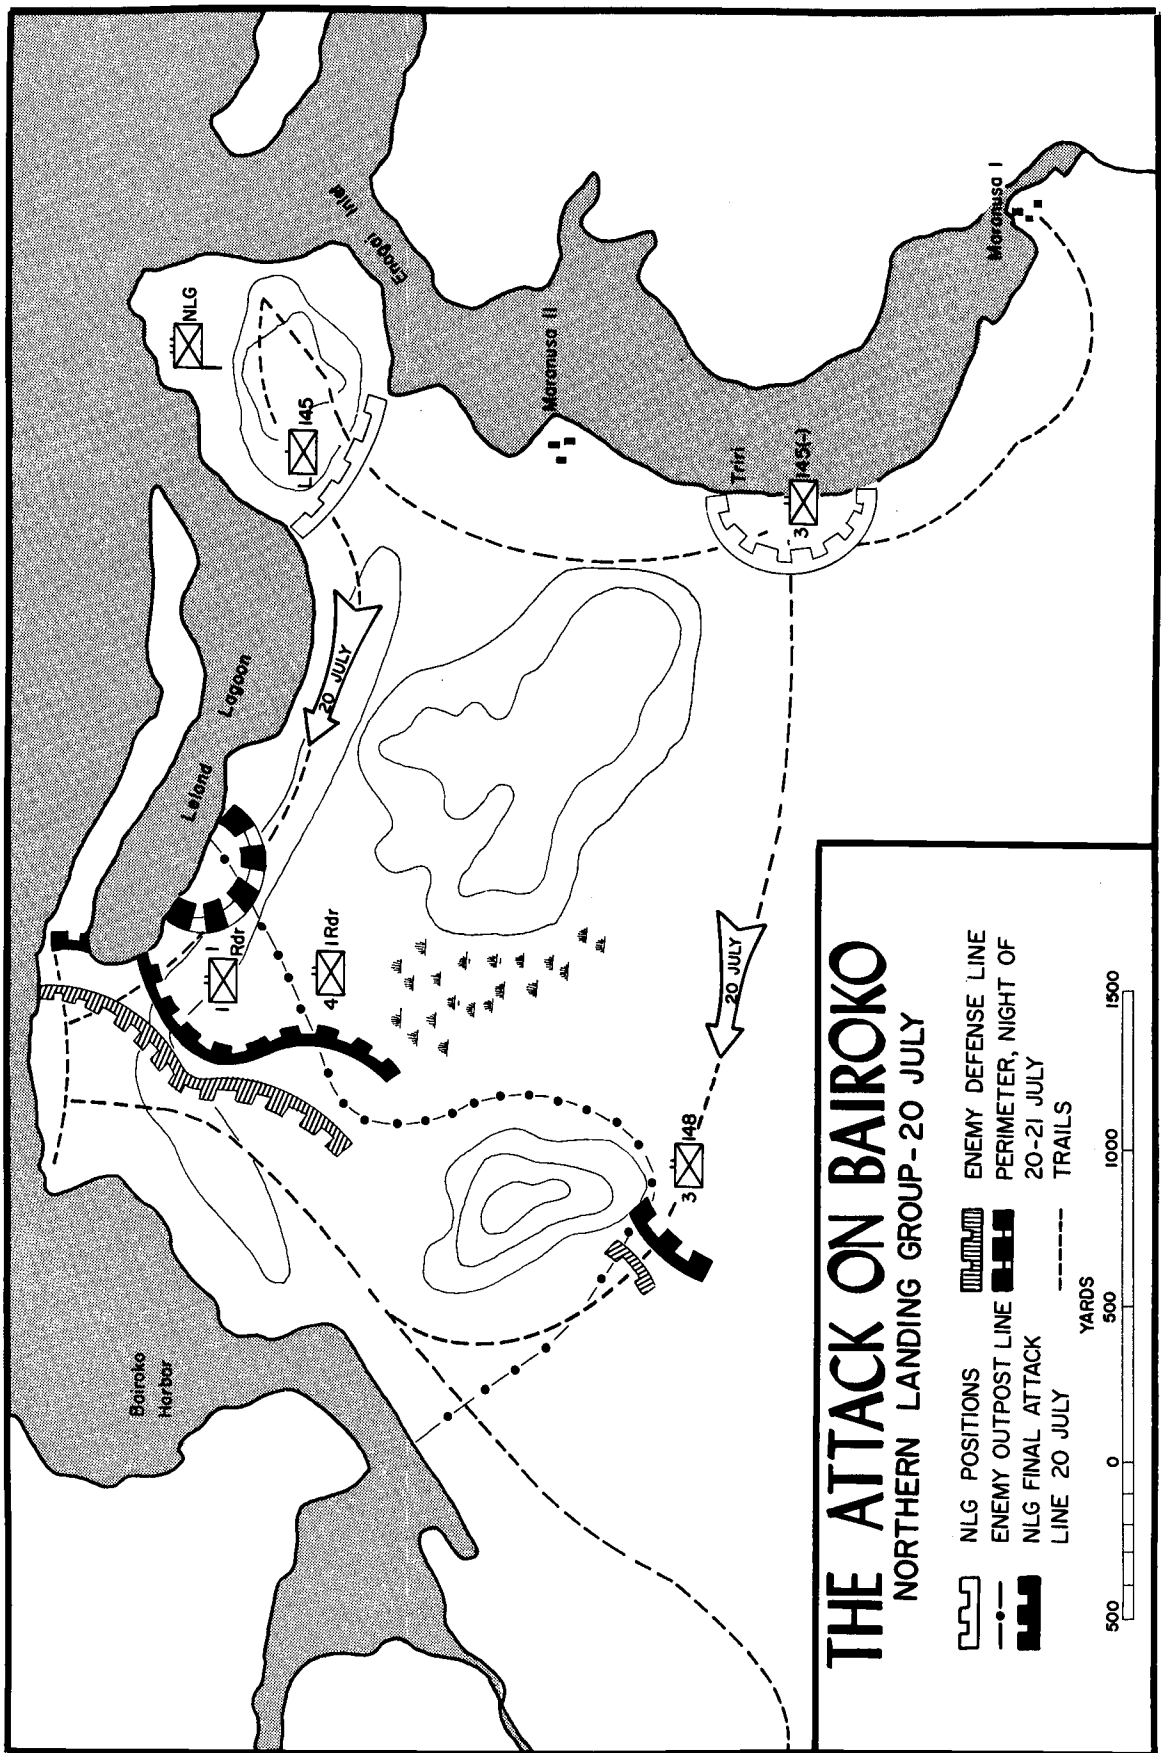 THE ATTACK ON BAIROKO
NORTHERN LANDING GROUP-20 JULY
NLG POSITIONS
ENEMY OUTPOST LINE
NLG FINAL ATTACK
LINE 20 JULY
ENEMY DEFENSE LINE
PERIMETER, NIGHT OF
20-21 JULY
TRAILS
YARDS
500 0 500 1000 1500
Bairoko
Harbor
Leland Lagoon
Enogai Inlet
Maranusa II
Maranusa I
Triri
NLG
L 145
3 145(-)
20 JULY
20 JULY
1 1
Rdr
4 1Rdr
3 148